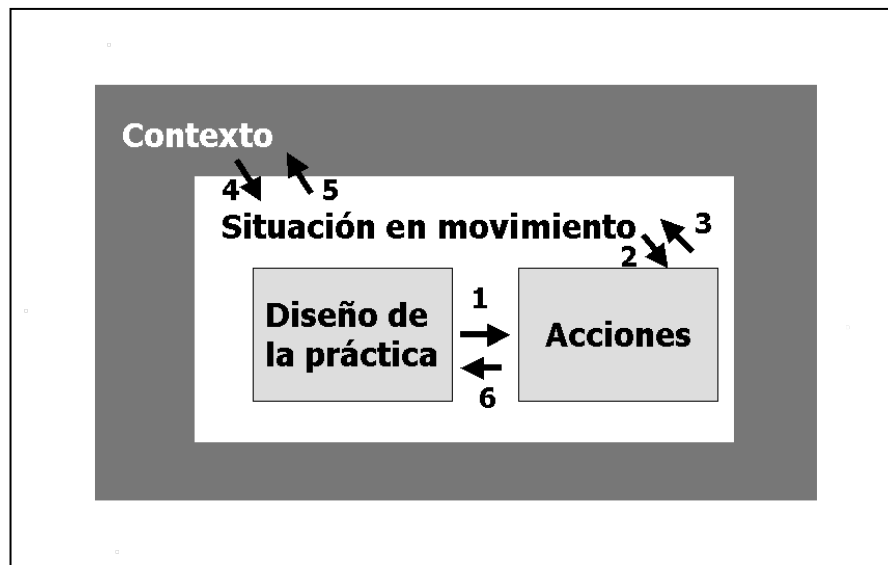 Contexto
4
5
Situación en movimiento
3
2
Diseño de
la práctica
1
Acciones
6